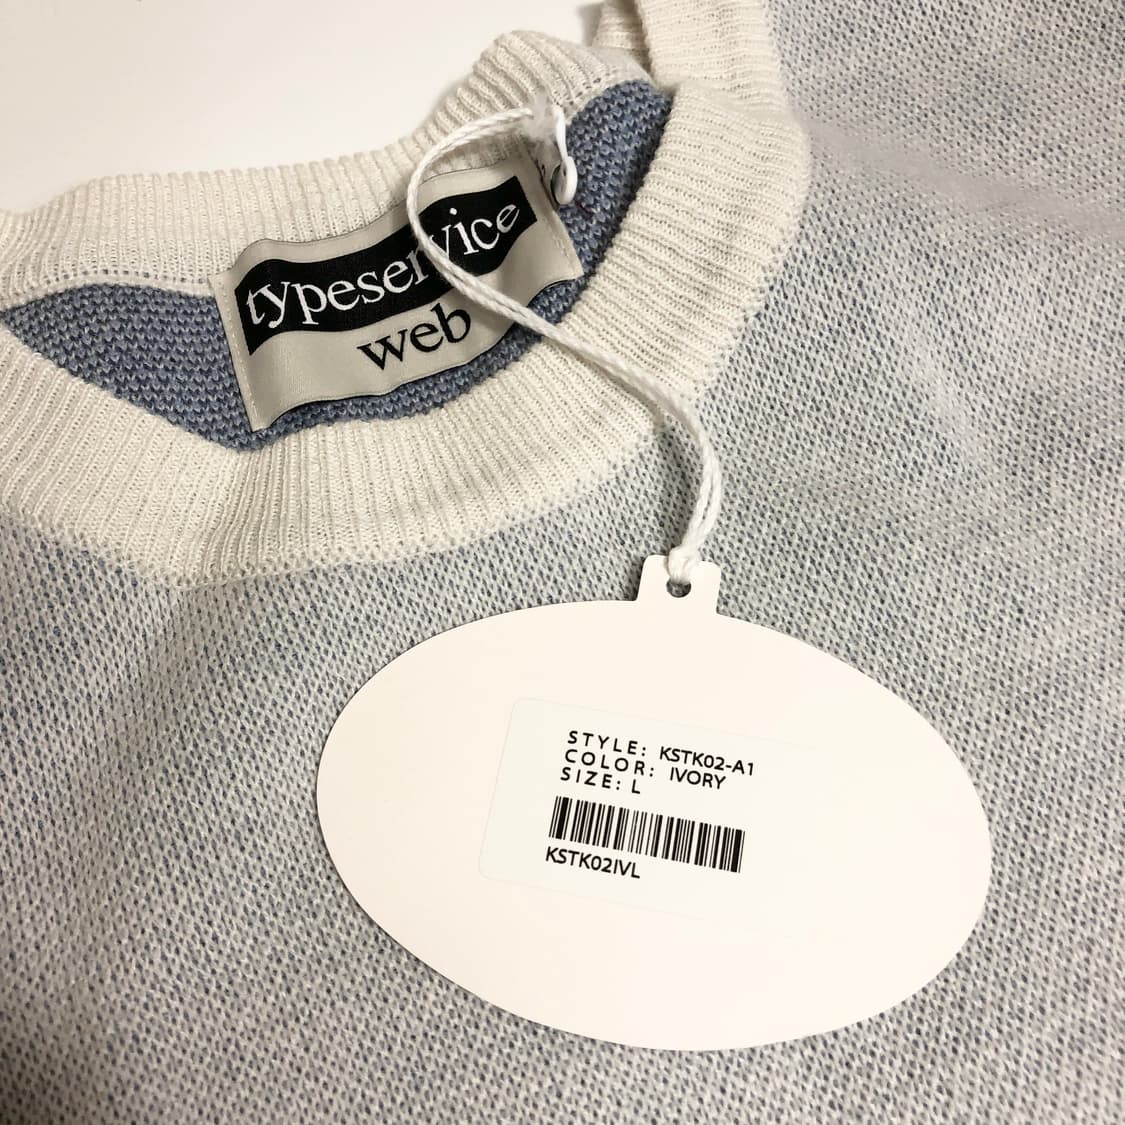 typeservice
web
STYLE: KSTK02-A1
COLOR: IVORY
SIZE: L
KSTK02IVL